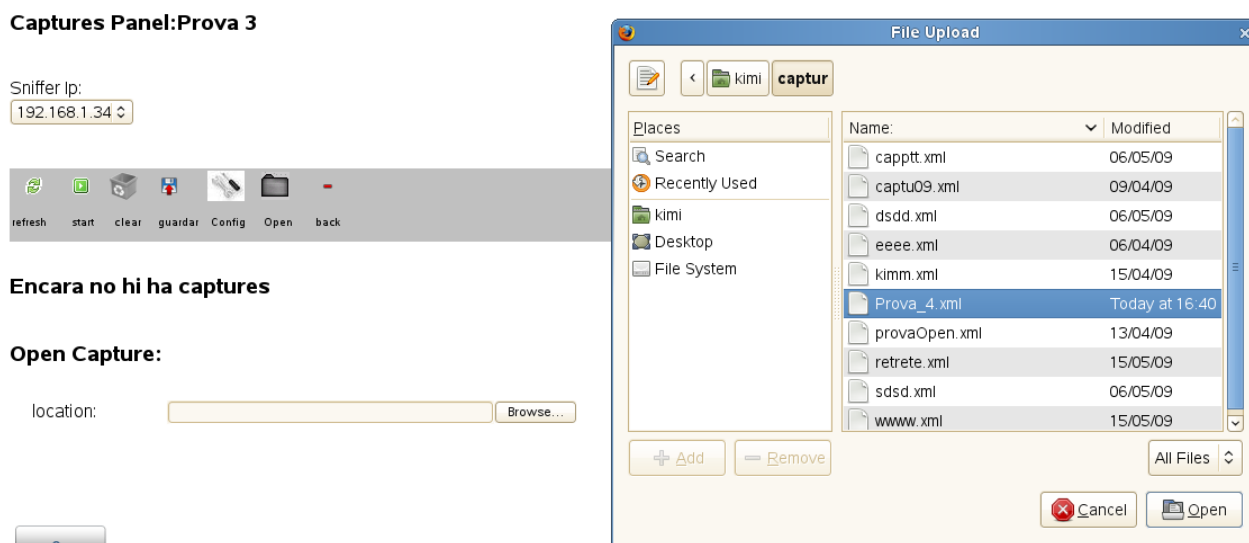 Captures Panel:Prova 3
Sniffer Ip:
192.168.1.34
refresh start clear guardar Config Open back
Encara no hi ha captures
Open Capture:
location:
Browse...
File Upload
kimi captur
Places
Search
Recently Used
kimi
Desktop
File System
Name: Modified
capptt.xml 06/05/09
captu09.xml 09/04/09
dsdd.xml 06/05/09
eeee.xml 06/04/09
kimm.xml 15/04/09
Prova_4.xml Today at 16:40
provaOpen.xml 13/04/09
retrete.xml 15/05/09
sdsd.xml 06/05/09
wwww.xml 15/05/09
Add Remove
All Files
Cancel Open